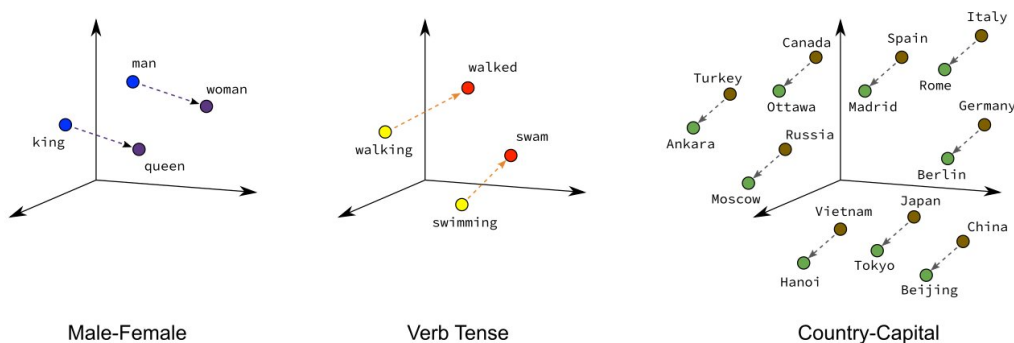 man
woman
king
queen
Male-Female
walked
walking
swam
swimming
Verb Tense
Italy
Spain
Canada
Rome
Turkey
Ottawa
Madrid
Germany
Ankara
Russia
Berlin
Moscow
Japan
Vietnam
China
Tokyo
Hanoi
Beijing
Country-Capital